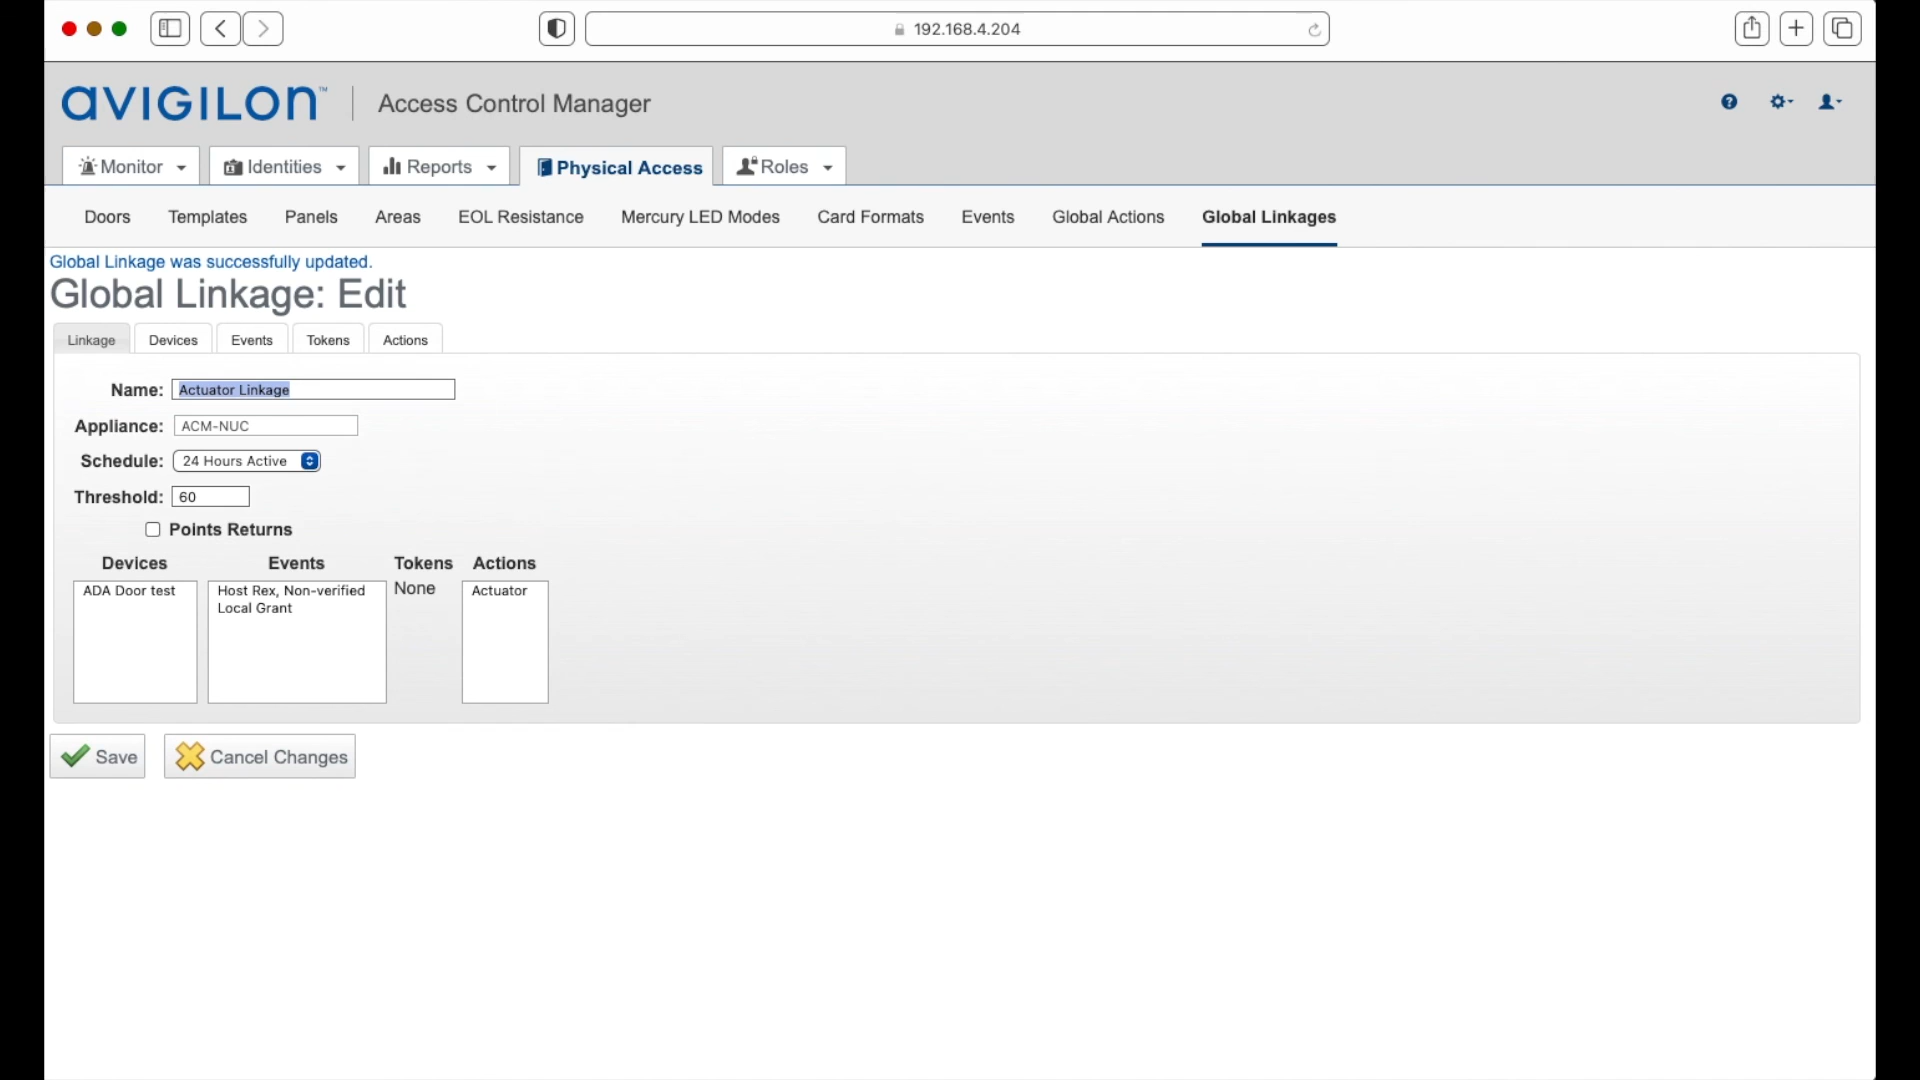 192.168.4.204
AVIGILON™ Access Control Manager
Monitor Identities Reports Physical Access Roles
Doors Templates Panels Areas EOL Resistance Mercury LED Modes Card Formats Events Global Actions Global Linkages
Global Linkage was successfully updated.
Global Linkage: Edit
Linkage Devices Events Tokens Actions
Name: Actuator Linkage
Appliance: ACM-NUC
Schedule: 24 Hours Active
Threshold: 60
Points Returns
Devices Events Tokens Actions
ADA Door test Host Rex, Non-verified None Actuator
Local Grant
Save Cancel Changes